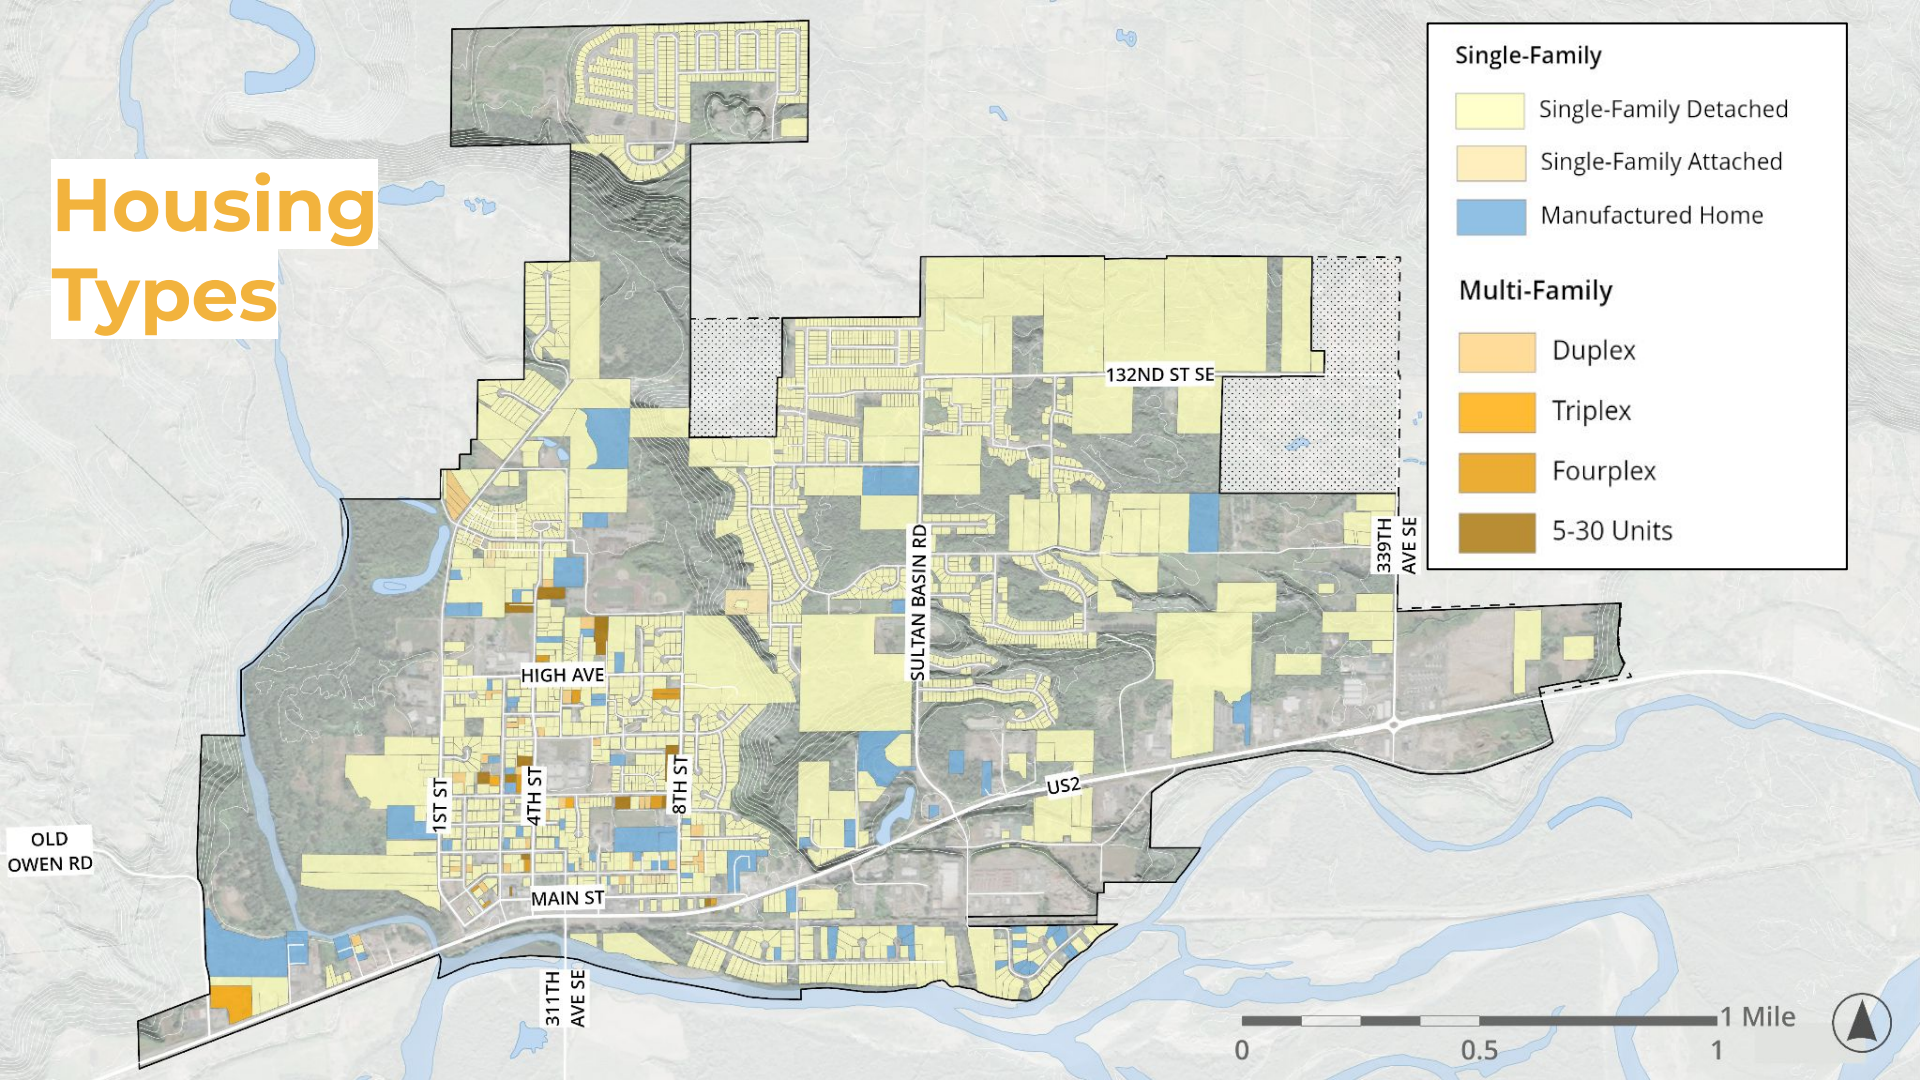 Housing
Types
Single-Family
Single-Family Detached
Single-Family Attached
Manufactured Home
Multi-Family
Duplex
Triplex
Fourplex
5-30 Units
132ND ST SE
SULTAN BASIN RD
339TH
AVE SE
HIGH AVE
1ST ST
4TH ST
8TH ST
US2
OLD
OWEN RD
MAIN ST
311TH
AVE SE
1 Mile
0
0.5
1